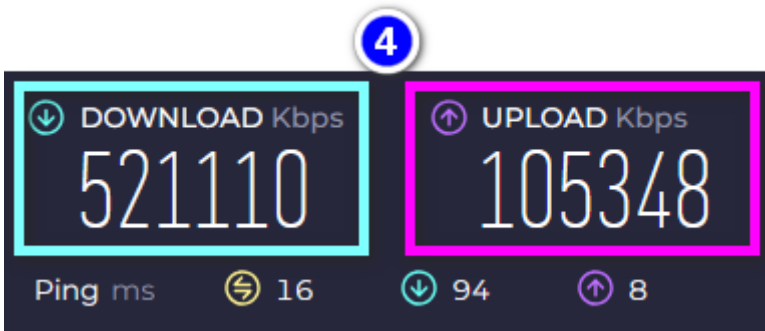 4
DOWNLOAD Kbps
521110
UPLOAD Kbps
105348
Ping ms 16 94 8